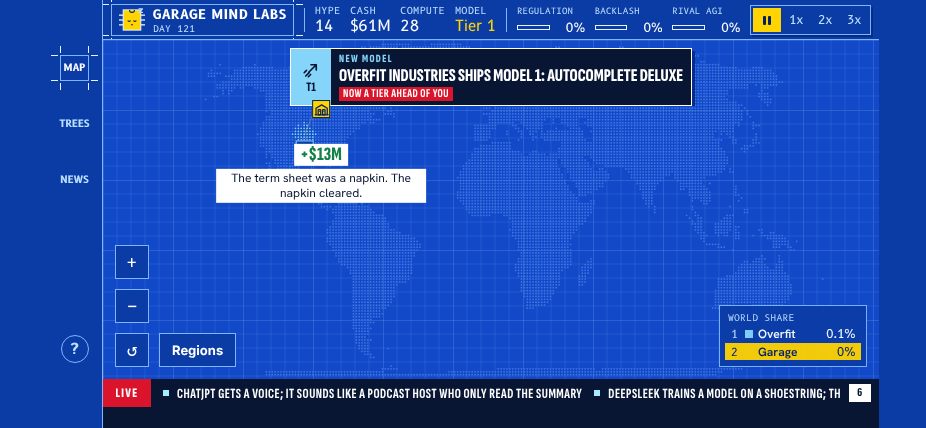 GARAGE MIND LABS
DAY 121
HYPE CASH COMPUTE MODEL
14 $61M 28 Tier 1
REGULATION BACKLASH RIVAL AGI
0% 0% 0%
1x 2x 3x
MAP
TREES
NEWS
NEW MODEL
OVERFIT INDUSTRIES SHIPS MODEL 1: AUTOCOMPLETE DELUXE
T1
NOW A TIER AHEAD OF YOU
+$13M
The term sheet was a napkin. The
napkin cleared.
+
−
?
↺
Regions
WORLD SHARE
1 Overfit 0.1%
2 Garage 0%
LIVE
CHATJPT GETS A VOICE; IT SOUNDS LIKE A PODCAST HOST WHO ONLY READ THE SUMMARY
DEEPSLEEK TRAINS A MODEL ON A SHOESTRING; TH
6